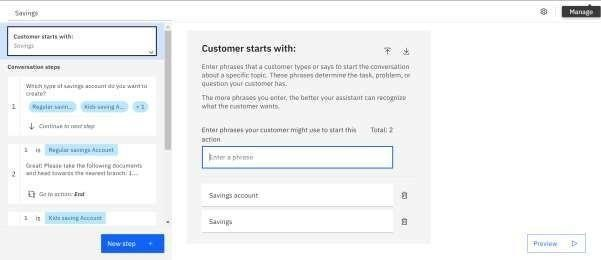 Savings
Manage
Customer starts with:
Savings
Conversation steps
1
Which type of savings account do you want to
create?
Regular savin...
Kids saving A...
+ 1
Continue to next step
2
1 is Regular savings Account
Great! Please take the following documents
and head towards the nearest branch: 1....
Go to action: End
1 is Kids saving Account
New step +
Customer starts with:
Enter phrases that a customer types or says to start the conversation
about a specific topic. These phrases determine the task, problem, or
question your customer has.
The more phrases you enter, the better your assistant can recognize
what the customer wants.
Enter phrases your customer might use to start this
action
Total: 2
Enter a phrase
Savings account
Savings
Preview